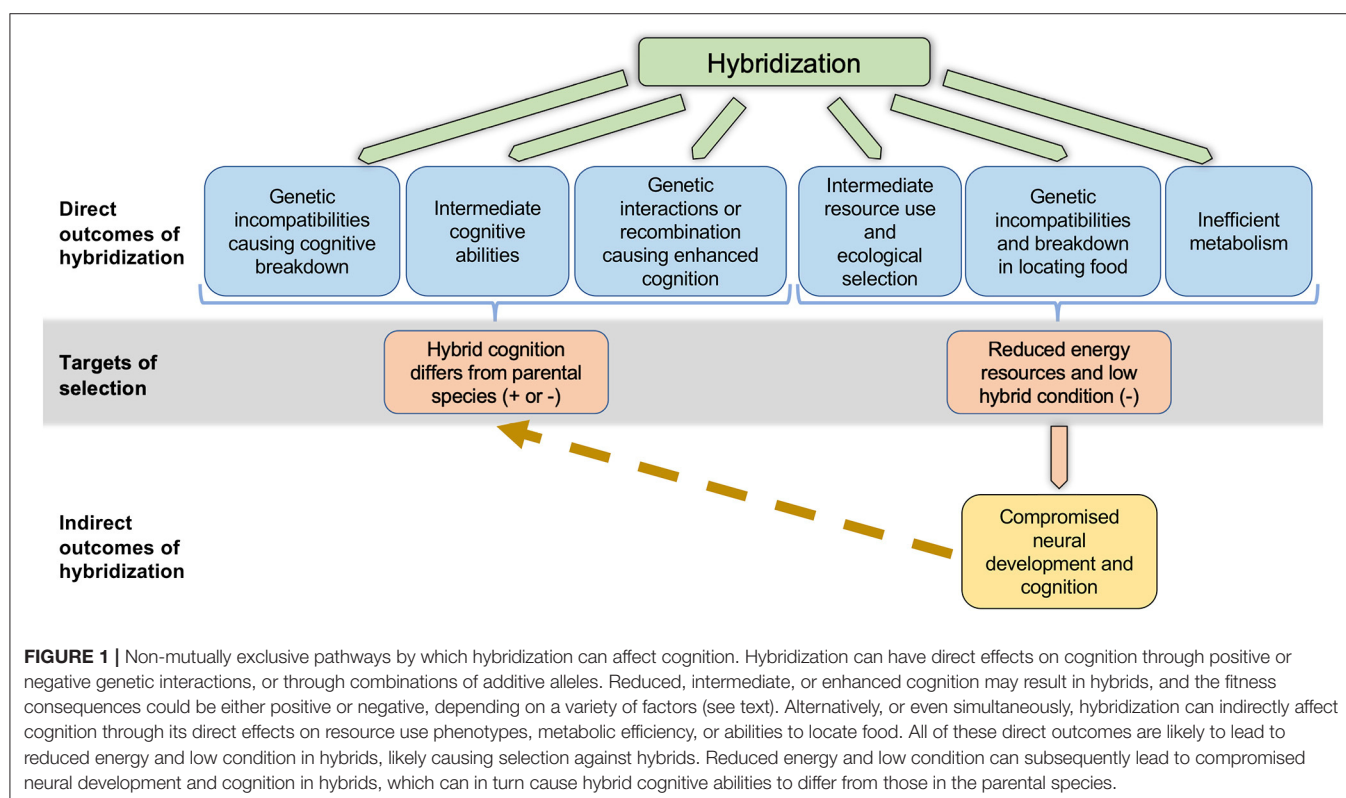 Hybridization
Direct
outcomes of
hybridization
Genetic
incompatibilities
causing cognitive
breakdown
Intermediate
cognitive
abilities
Genetic
interactions or
recombination
causing enhanced
cognition
Intermediate
resource use
and
ecological
selection
Genetic
incompatibilities
and breakdown
in locating food
Inefficient
metabolism
Targets of
selection
Hybrid cognition
differs from parental
species (+ or -)
Reduced energy
resources and low
hybrid condition (-)
Indirect
outcomes of
hybridization
Compromised
neural
development and
cognition
FIGURE 1 | Non-mutually exclusive pathways by which hybridization can affect cognition. Hybridization can have direct effects on cognition through positive or
negative genetic interactions, or through combinations of additive alleles. Reduced, intermediate, or enhanced cognition may result in hybrids, and the fitness
consequences could be either positive or negative, depending on a variety of factors (see text). Alternatively, or even simultaneously, hybridization can indirectly affect
cognition through its direct effects on resource use phenotypes, metabolic efficiency, or abilities to locate food. All of these direct outcomes are likely to lead to
reduced energy and low condition in hybrids, likely causing selection against hybrids. Reduced energy and low condition can subsequently lead to compromised
neural development and cognition in hybrids, which can in turn cause hybrid cognitive abilities to differ from those in the parental species.